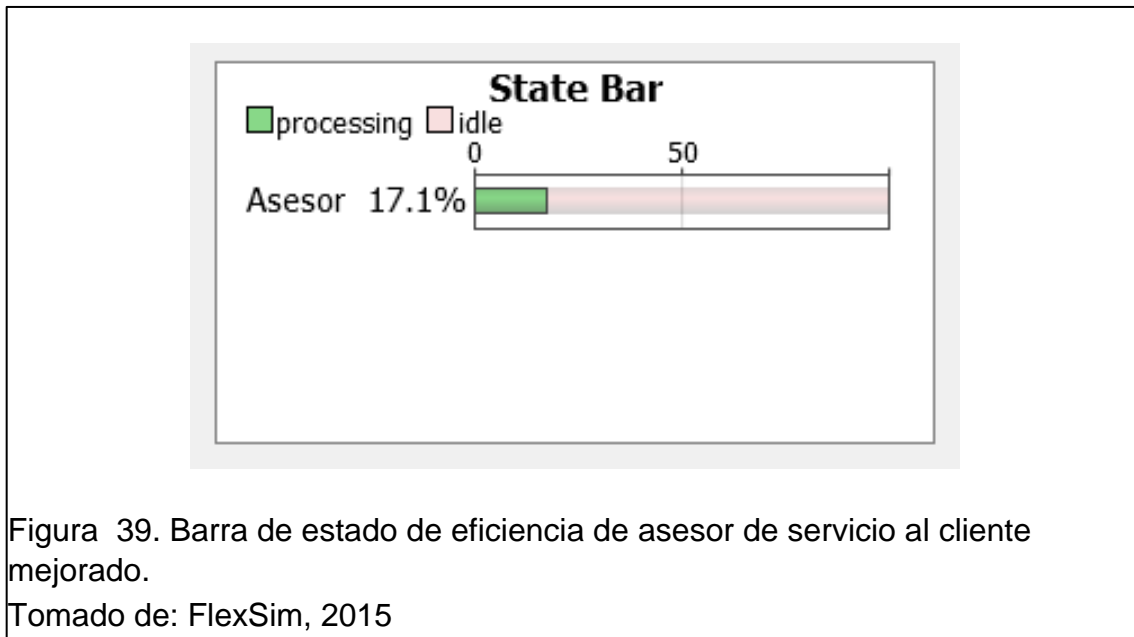 State Bar
processing idle
0 50
Asesor 17.1%
Figura 39. Barra de estado de eficiencia de asesor de servicio al cliente
mejorado.
Tomado de: FlexSim, 2015